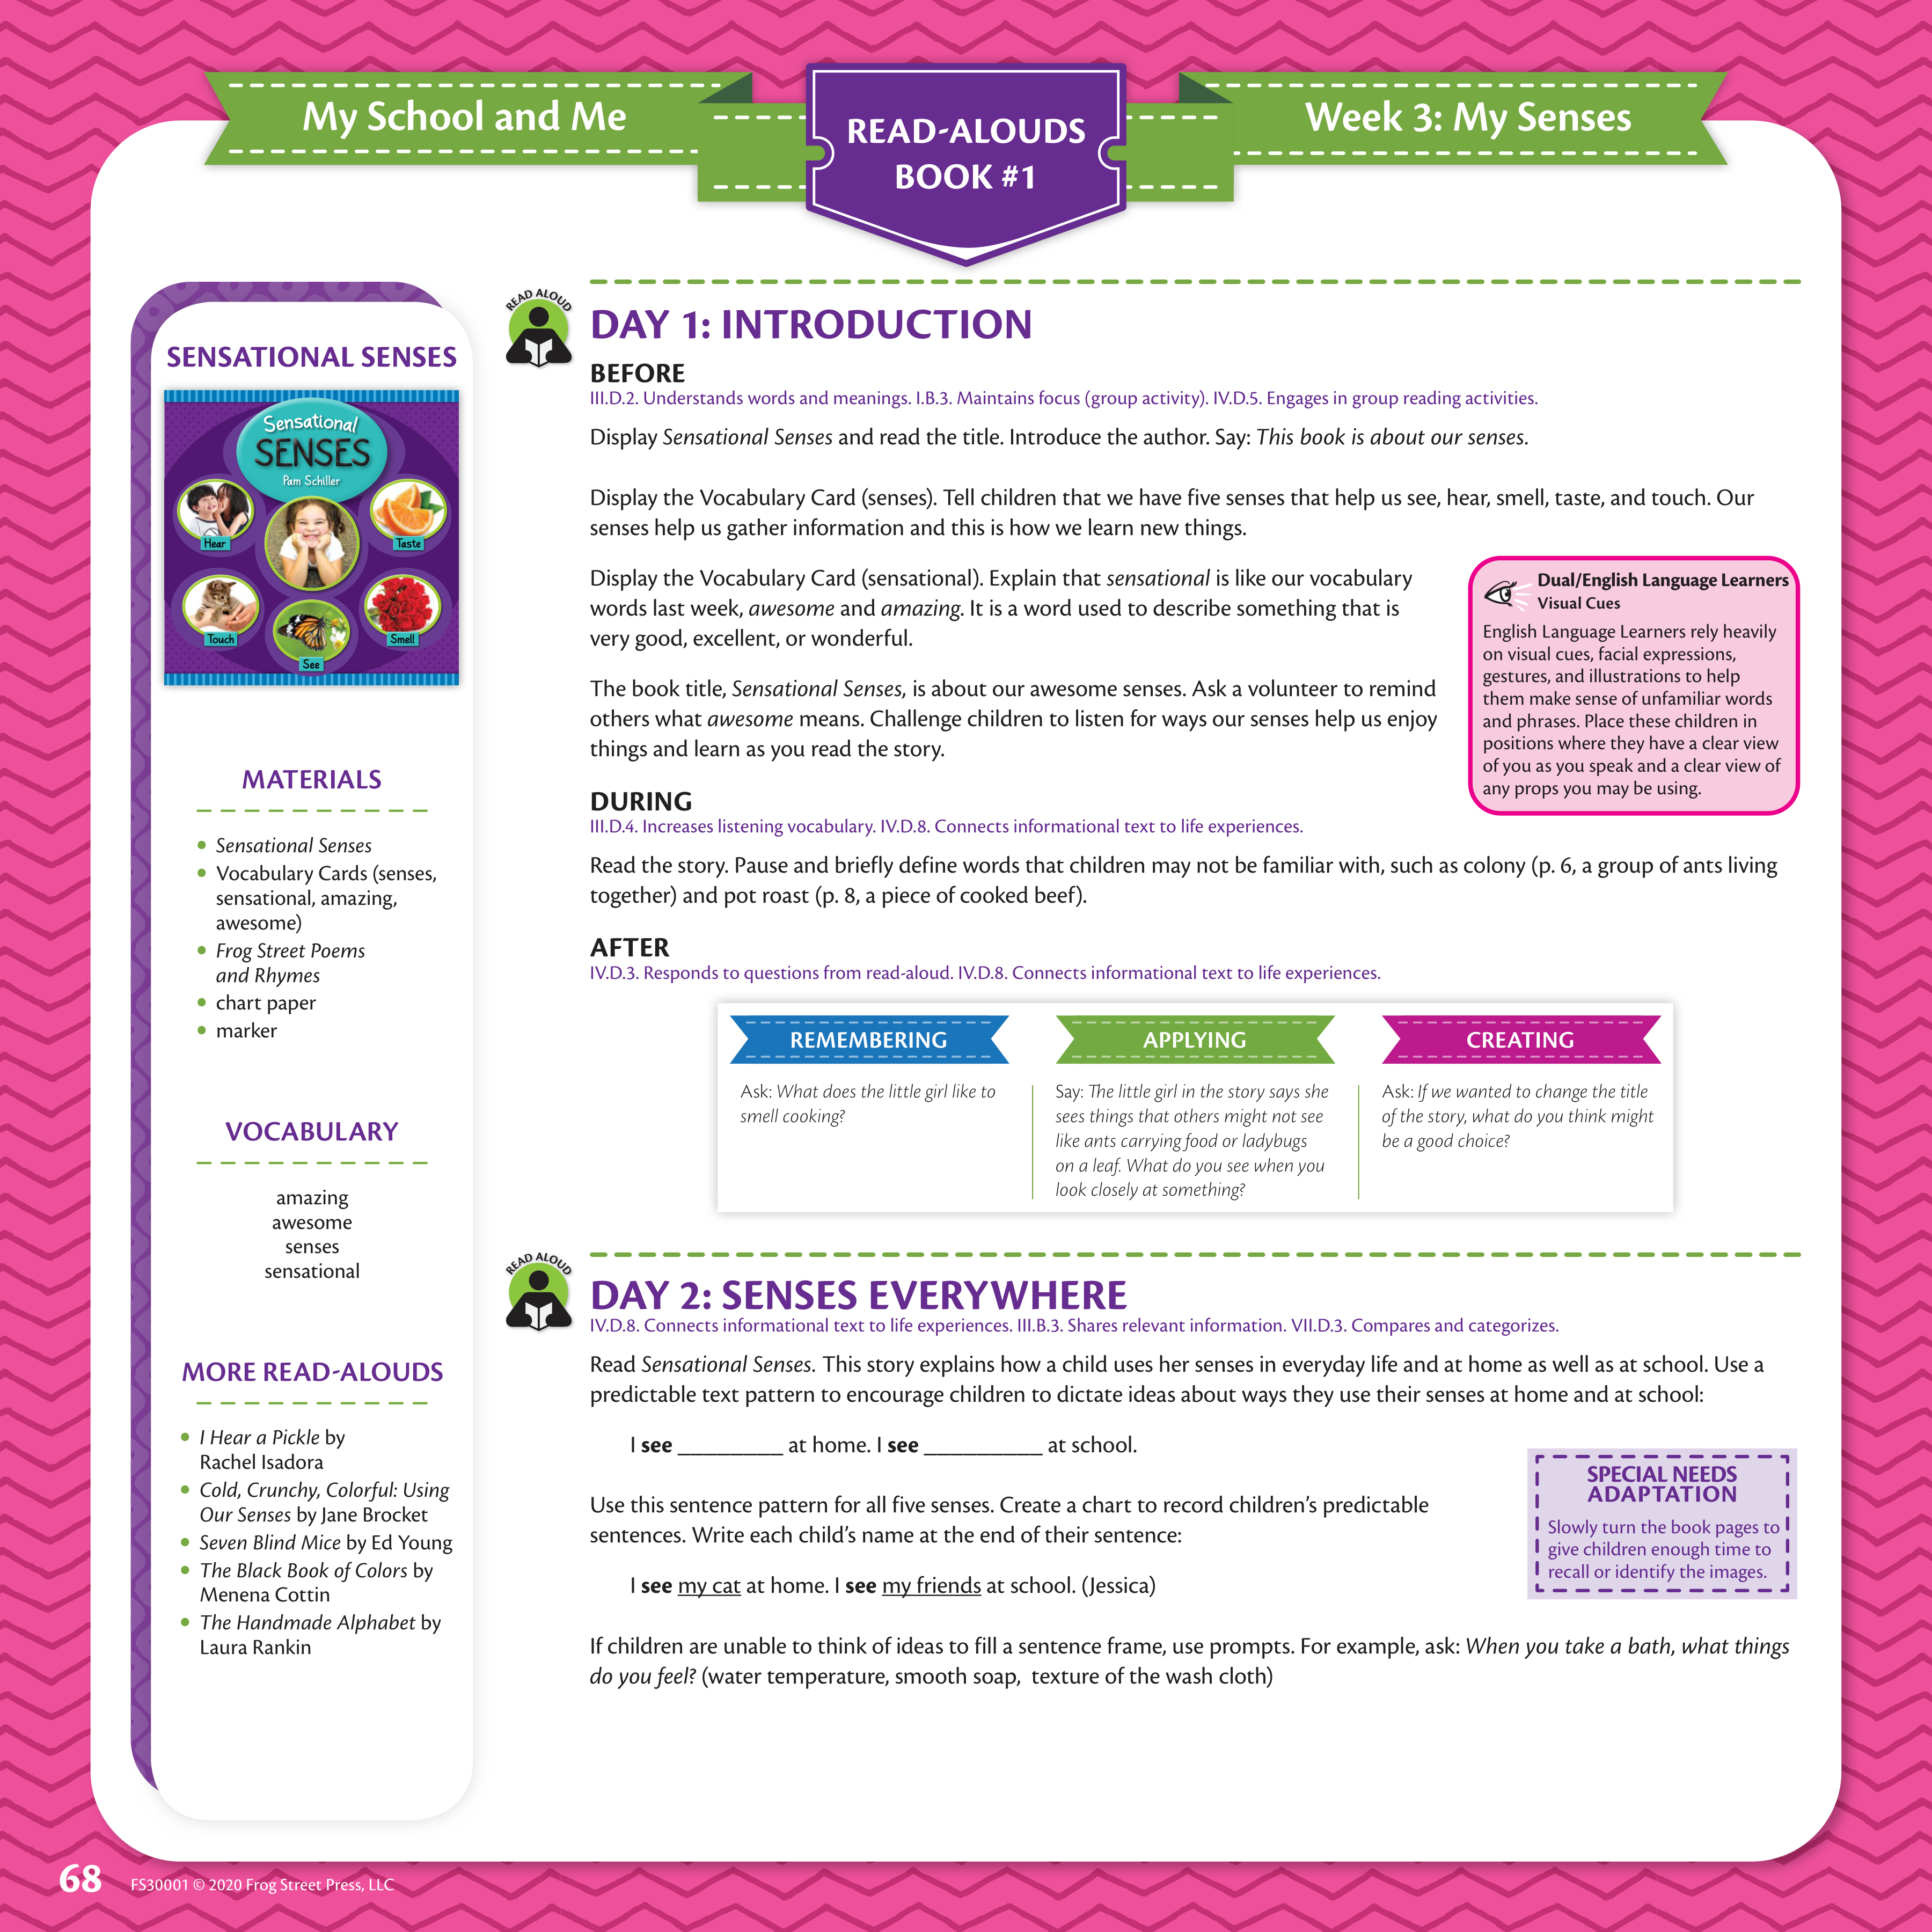 My School and Me
READ-ALOUDS
BOOK #1
Week 3: My Senses
SENSATIONAL SENSES
Sensational
SENSES
Pam Schiller
Hear
Taste
Touch
See
Smell
MATERIALS
• Sensational Senses
• Vocabulary Cards (senses,
sensational, amazing,
awesome)
• Frog Street Poems
and Rhymes
• chart paper
• marker
VOCABULARY
amazing
awesome
senses
sensational
MORE READ-ALOUDS
• I Hear a Pickle by
Rachel Isadora
• Cold, Crunchy, Colorful: Using
Our Senses by Jane Brocket
• Seven Blind Mice by Ed Young
• The Black Book of Colors by
Menena Cottin
• The Handmade Alphabet by
Laura Rankin
READ ALOUD
DAY 1: INTRODUCTION
BEFORE
III.D.2. Understands words and meanings. I.B.3. Maintains focus (group activity). IV.D.5. Engages in group reading activities.
Display Sensational Senses and read the title. Introduce the author. Say: This book is about our senses.
Display the Vocabulary Card (senses). Tell children that we have five senses that help us see, hear, smell, taste, and touch. Our
senses help us gather information and this is how we learn new things.
Display the Vocabulary Card (sensational). Explain that sensational is like our vocabulary
words last week, awesome and amazing. It is a word used to describe something that is
very good, excellent, or wonderful.
The book title, Sensational Senses, is about our awesome senses. Ask a volunteer to remind
others what awesome means. Challenge children to listen for ways our senses help us enjoy
things and learn as you read the story.
Dual/English Language Learners
Visual Cues
English Language Learners rely heavily
on visual cues, facial expressions,
gestures, and illustrations to help
them make sense of unfamiliar words
and phrases. Place these children in
positions where they have a clear view
of you as you speak and a clear view of
any props you may be using.
DURING
III.D.4. Increases listening vocabulary. IV.D.8. Connects informational text to life experiences.
Read the story. Pause and briefly define words that children may not be familiar with, such as colony (p. 6, a group of ants living
together) and pot roast (p. 8, a piece of cooked beef).
AFTER
IV.D.3. Responds to questions from read-aloud. IV.D.8. Connects informational text to life experiences.
REMEMBERING
Ask: What does the little girl like to
smell cooking?
APPLYING
Say: The little girl in the story says she
sees things that others might not see
like ants carrying food or ladybugs
on a leaf. What do you see when you
look closely at something?
CREATING
Ask: If we wanted to change the title
of the story, what do you think might
be a good choice?
READ ALOUD
DAY 2: SENSES EVERYWHERE
IV.D.8. Connects informational text to life experiences. III.B.3. Shares relevant information. VII.D.3. Compares and categorizes.
Read Sensational Senses. This story explains how a child uses her senses in everyday life and at home as well as at school. Use a
predictable text pattern to encourage children to dictate ideas about ways they use their senses at home and at school:
I see _________ at home. I see __________ at school.
Use this sentence pattern for all five senses. Create a chart to record children's predictable
sentences. Write each child's name at the end of their sentence:
I see my cat at home. I see my friends at school. (Jessica)
SPECIAL NEEDS
ADAPTATION
Slowly turn the book pages to
give children enough time to
recall or identify the images.
If children are unable to think of ideas to fill a sentence frame, use prompts. For example, ask: When you take a bath, what things
do you feel? (water temperature, smooth soap, texture of the wash cloth)
68
FS30001 © 2020 Frog Street Press, LLC